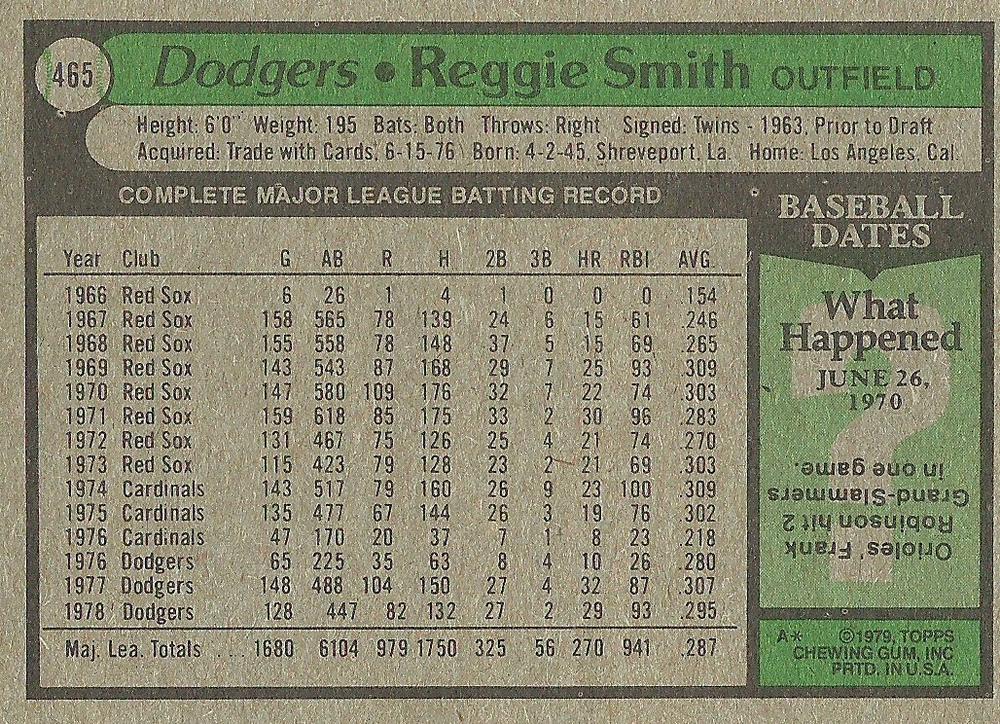 465
Dodgers • Reggie Smith OUTFIELD
Height: 6'0" Weight: 195 Bats: Both Throws: Right Signed: Twins - 1963, Prior to Draft
Acquired: Trade with Cards, 6-15-76 Born: 4-2-45, Shreveport, La. Home: Los Angeles, Cal.
COMPLETE MAJOR LEAGUE BATTING RECORD
Year Club G AB R H 2B 3B HR RBI AVG.
1966 Red Sox 6 26 1 4 1 0 0 0 .154
1967 Red Sox 158 565 78 139 24 6 15 61 .246
1968 Red Sox 155 558 78 148 37 5 15 69 .265
1969 Red Sox 143 543 87 168 29 7 25 93 .309
1970 Red Sox 147 580 109 176 32 7 22 74 .303
1971 Red Sox 159 618 85 175 33 2 30 96 .283
1972 Red Sox 131 467 75 126 25 4 21 74 .270
1973 Red Sox 115 423 79 128 23 2 21 69 .303
1974 Cardinals 143 517 79 160 26 9 23 100 .309
1975 Cardinals 135 477 67 144 26 3 19 76 .302
1976 Cardinals 47 170 20 37 7 1 8 23 .218
1976 Dodgers 65 225 35 63 8 4 10 26 .280
1977 Dodgers 148 488 104 150 27 4 32 87 .307
1978 Dodgers 128 447 82 132 27 2 29 93 .295
Maj. Lea. Totals . . . 1680 6104 979 1750 325 56 270 941 .287
BASEBALL
DATES
What
Happened
JUNE 26,
1970
?
Orioles' Frank
Robinson hit 2
Grand-Slammers
in one game.
A* ©1979, TOPPS
CHEWING GUM, INC
PRTD. IN U.S.A.